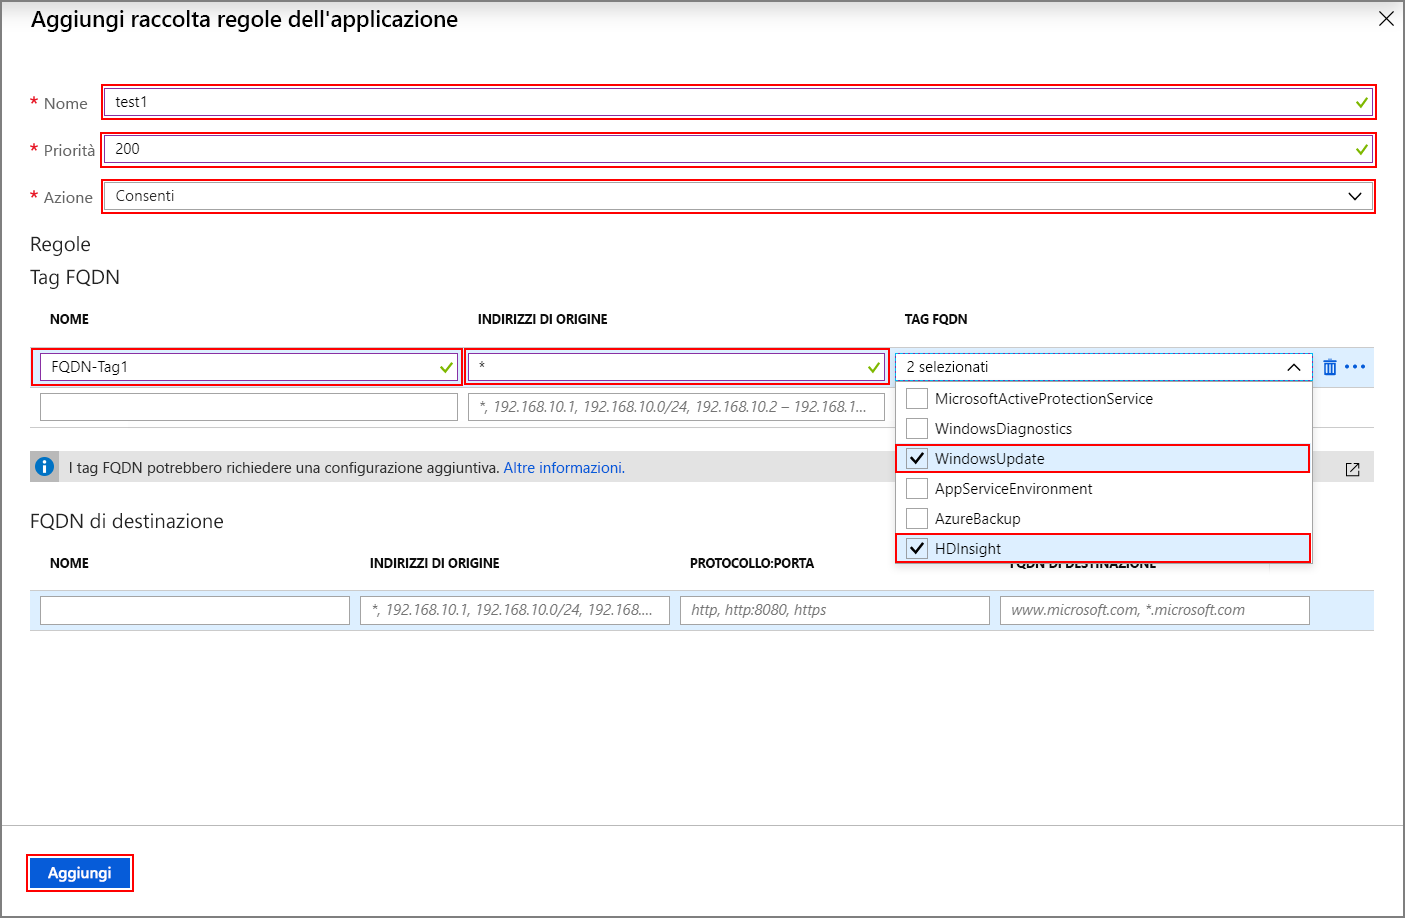 Aggiungi raccolta regole dell'applicazione
* Nome test1
* Priorità 200
* Azione Consenti
Regole
Tag FQDN
NOME INDIRIZZI DI ORIGINE TAG FQDN
FQDN-Tag1 * 2 selezionati
*, 192.168.10.1, 192.168.10.0/24, 192.168.10.2 – 192.168.1...
MicrosoftActiveProtectionService
WindowsDiagnostics
WindowsUpdate
AppServiceEnvironment
AzureBackup
HDInsight
I tag FQDN potrebbero richiedere una configurazione aggiuntiva. Altre informazioni.
FQDN di destinazione
NOME INDIRIZZI DI ORIGINE PROTOCOLLO:PORTA FQDN DI DESTINAZIONE
*, 192.168.10.1, 192.168.10.0/24, 192.168.... http, http:8080, https www.microsoft.com, *.microsoft.com
Aggiungi